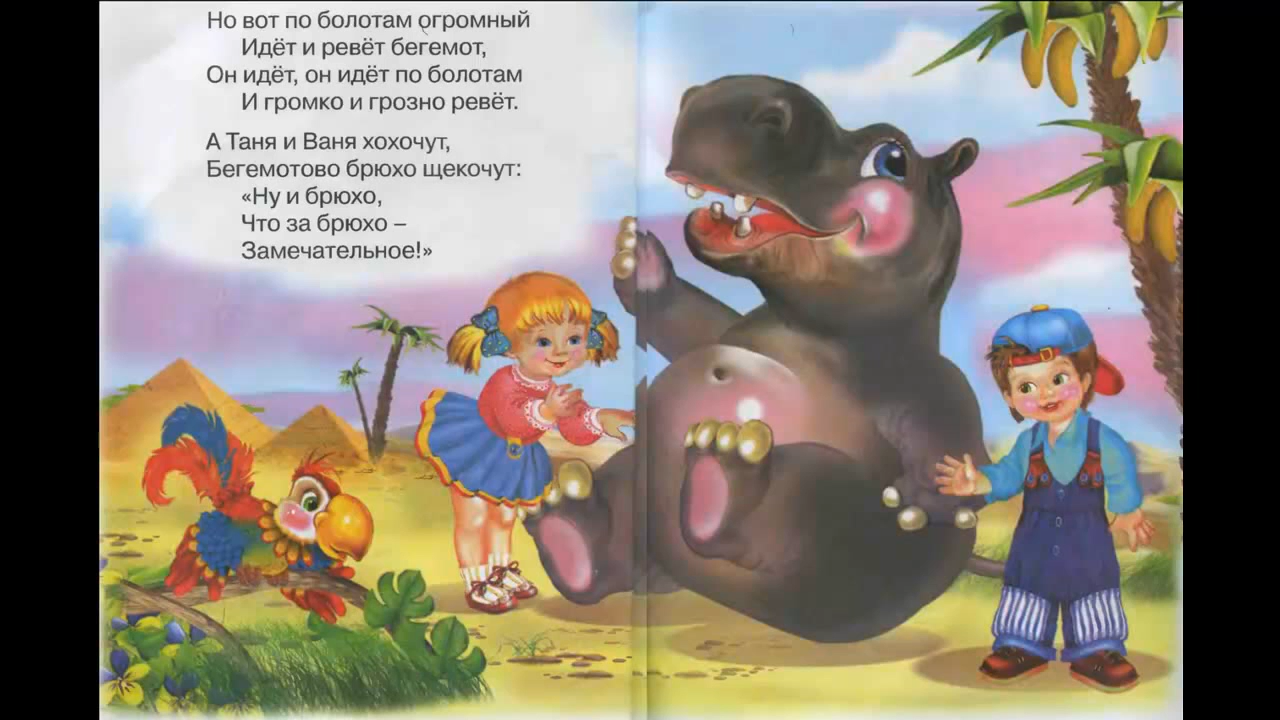 Но вот по болотам огромный
Идёт и ревёт бегемот,
Он идёт, он идёт по болотам
И громко и грозно ревёт.
А Таня и Ваня хохочут,
Бегемотово брюхо щекочут:
«Ну и брюхо,
Что за брюхо –
Замечательное!»